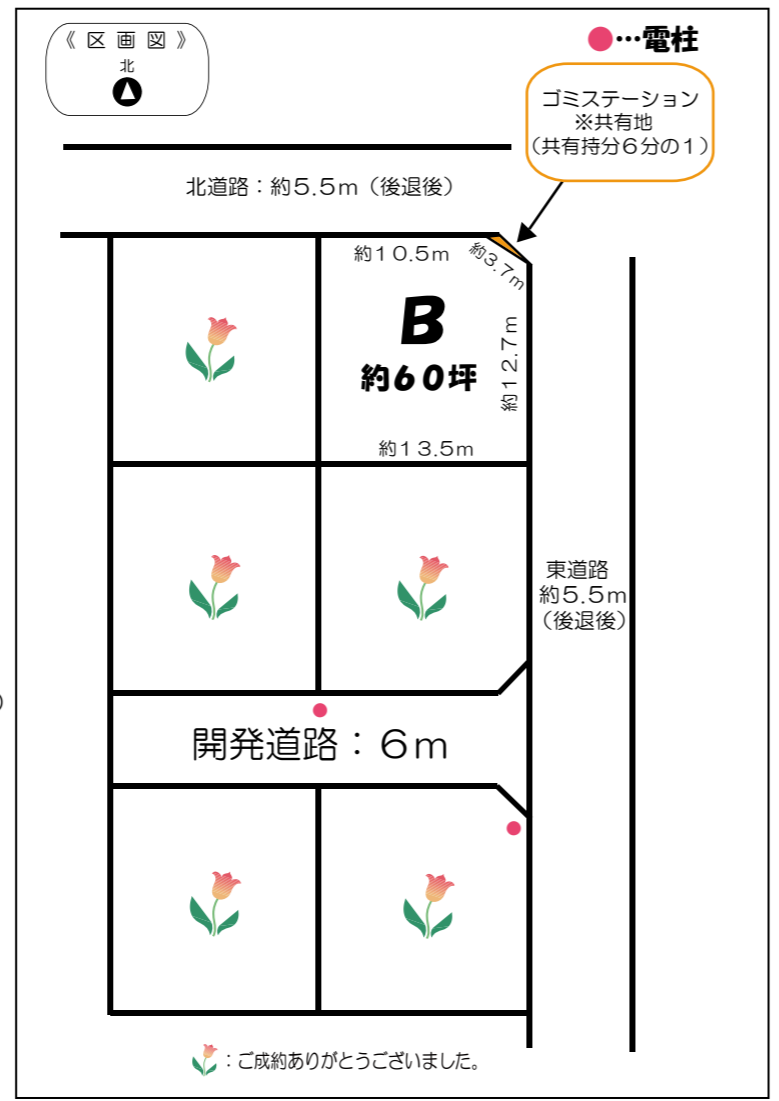 《 区 画 図 》
北
●…電柱
ゴミステーション
※共有地
(共有持分６分の１)
北道路：約５.５ｍ（後退後）
約１０.５ｍ
約３.７ｍ
B
約６０坪
約１２.７ｍ
約１３.５ｍ
東道路
約５.５ｍ
（後退後）
）
開発道路：６ｍ
：ご成約ありがとうございました。